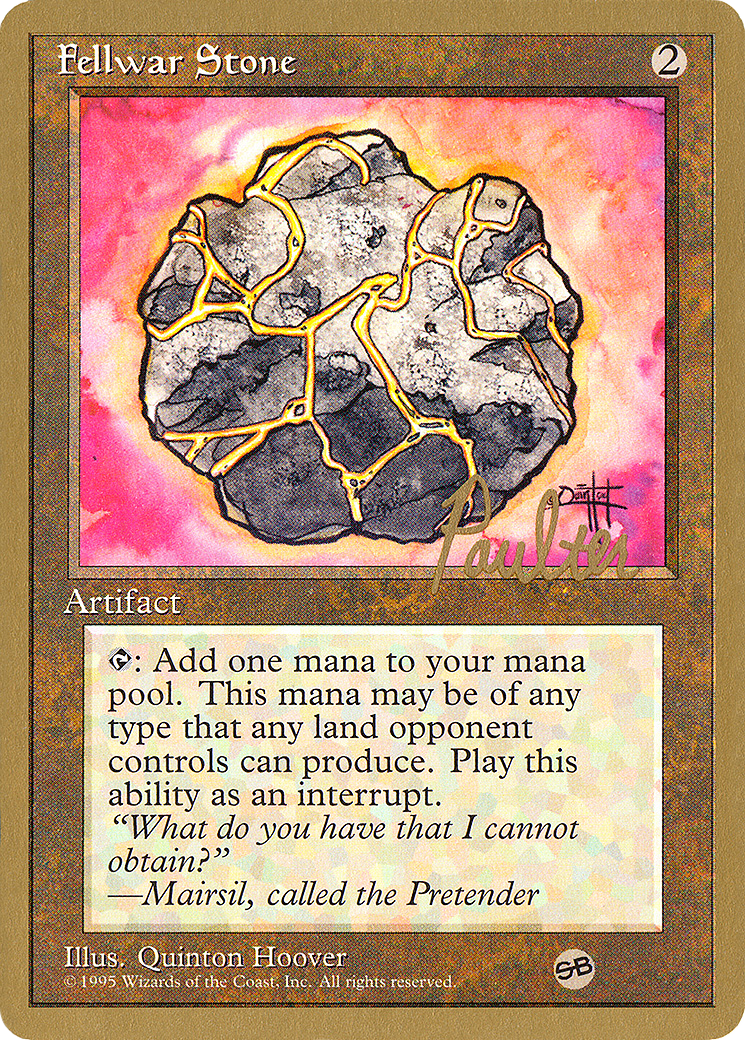 Fellwar Stone 2
Paulter
Artifact
: Add one mana to your mana
pool. This mana may be of any
type that any land opponent
controls can produce. Play this
ability as an interrupt.
“What do you have that I cannot
obtain?”
—Mairsil, called the Pretender
Illus. Quinton Hoover
©1995 Wizards of the Coast, Inc. All rights reserved.
SB